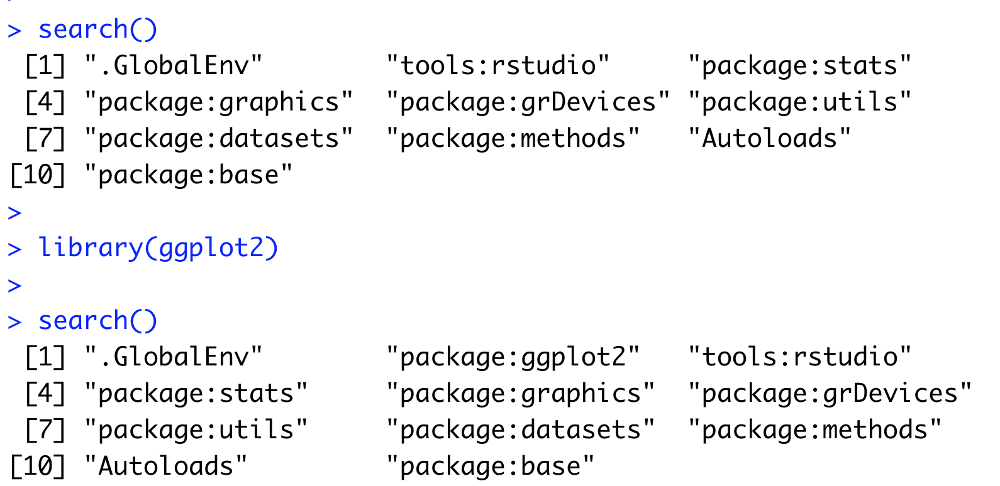 > search()
 [1] ".GlobalEnv"        "tools:rstudio"     "package:stats"
 [4] "package:graphics"  "package:grDevices" "package:utils"
 [7] "package:datasets"  "package:methods"   "Autoloads"
[10] "package:base"
>
> library(ggplot2)
>
> search()
 [1] ".GlobalEnv"        "package:ggplot2"   "tools:rstudio"
 [4] "package:stats"     "package:graphics"  "package:grDevices"
 [7] "package:utils"     "package:datasets"  "package:methods"
[10] "Autoloads"         "package:base"